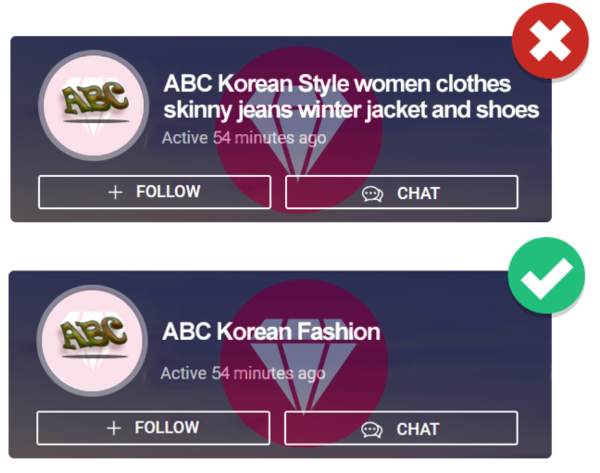 ABC
ABC Korean Style women clothes
skinny jeans winter jacket and shoes
Active 54 minutes ago
+ FOLLOW
CHAT
ABC
ABC Korean Fashion
Active 54 minutes ago
+ FOLLOW
CHAT